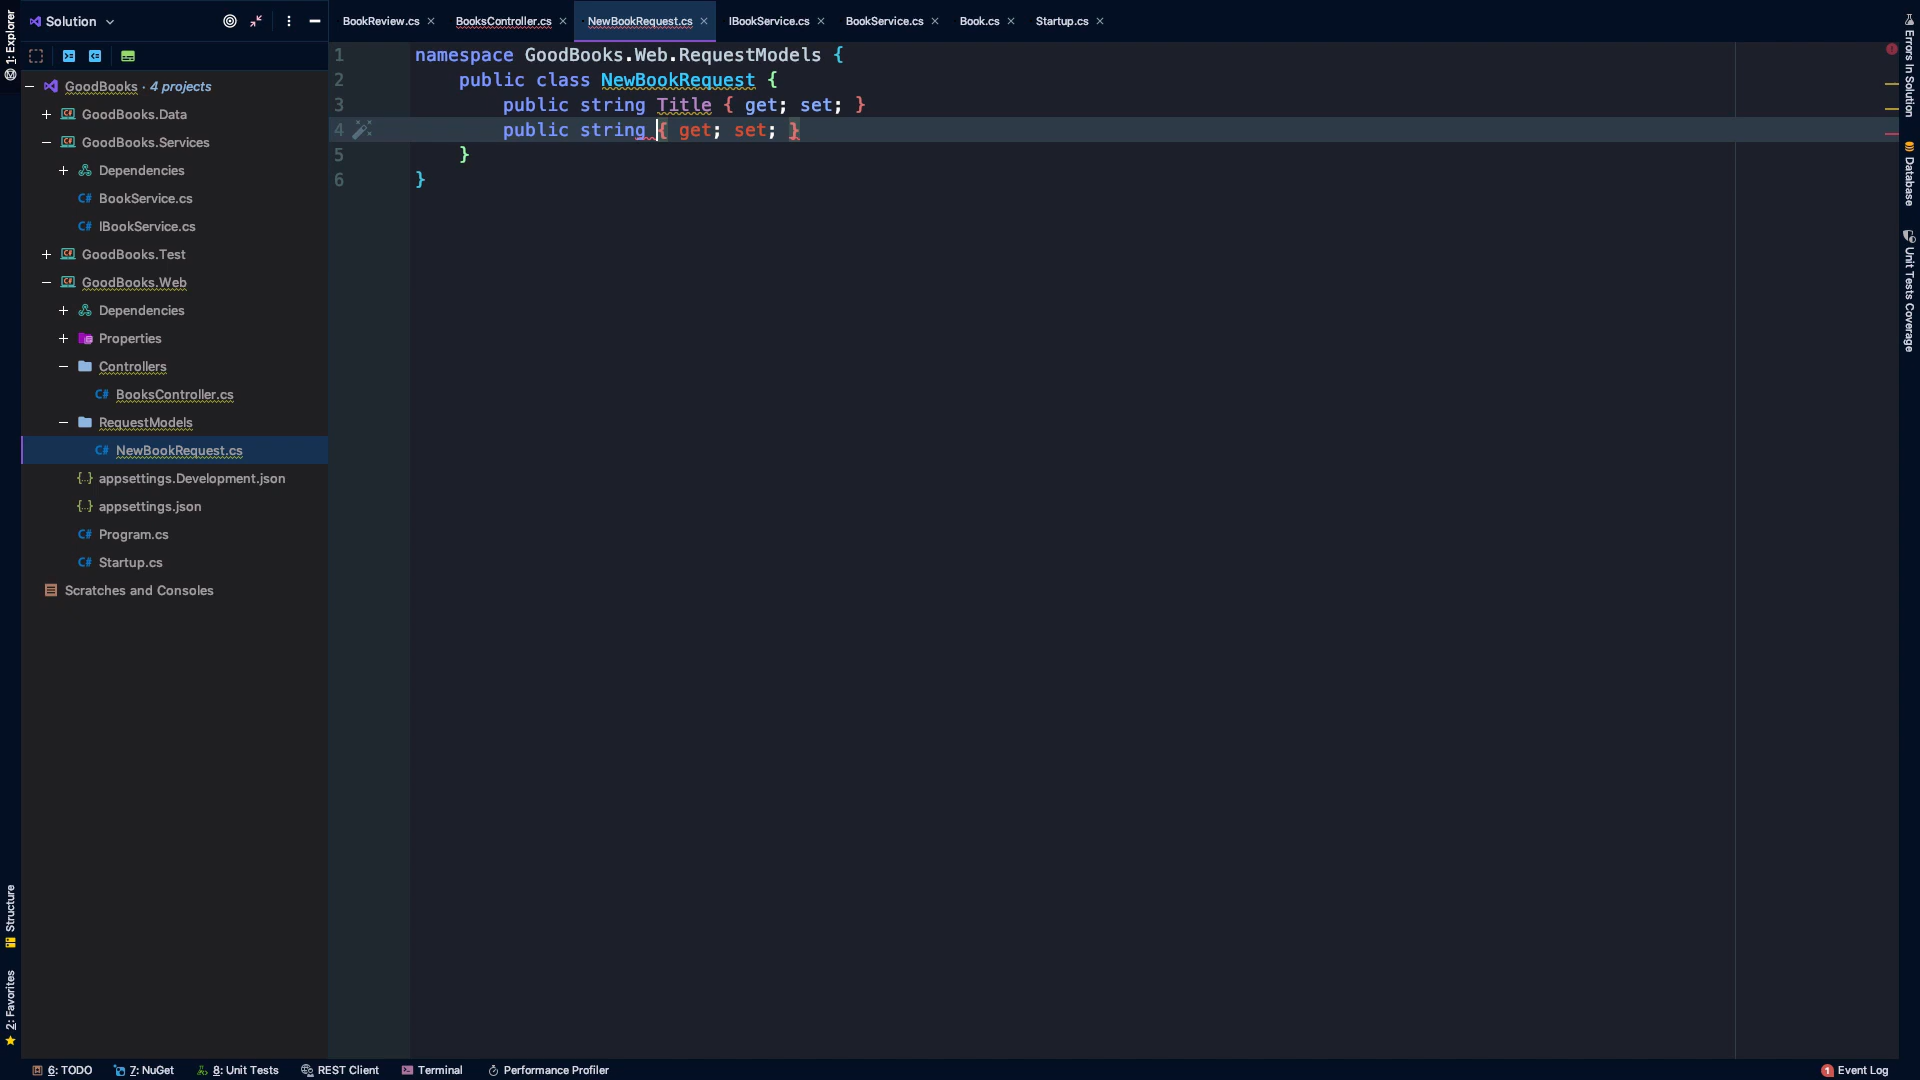 Solution
BookReview.cs
BooksController.cs
NewBookRequest.cs
IBookService.cs
BookService.cs
Book.cs
Startup.cs
1: Explorer
GoodBooks · 4 projects
GoodBooks.Data
GoodBooks.Services
Dependencies
BookService.cs
IBookService.cs
GoodBooks.Test
GoodBooks.Web
Dependencies
Properties
Controllers
BooksController.cs
RequestModels
NewBookRequest.cs
appsettings.Development.json
appsettings.json
Program.cs
Startup.cs
Scratches and Consoles
1 namespace GoodBooks.Web.RequestModels {
2 public class NewBookRequest {
3 public string Title { get; set; }
4 public string { get; set; }
5 }
6 }
Errors In Solution
Database
Unit Tests Coverage
Structure
2: Favorites
6: TODO
7: NuGet
8: Unit Tests
REST Client
Terminal
Performance Profiler
1 Event Log